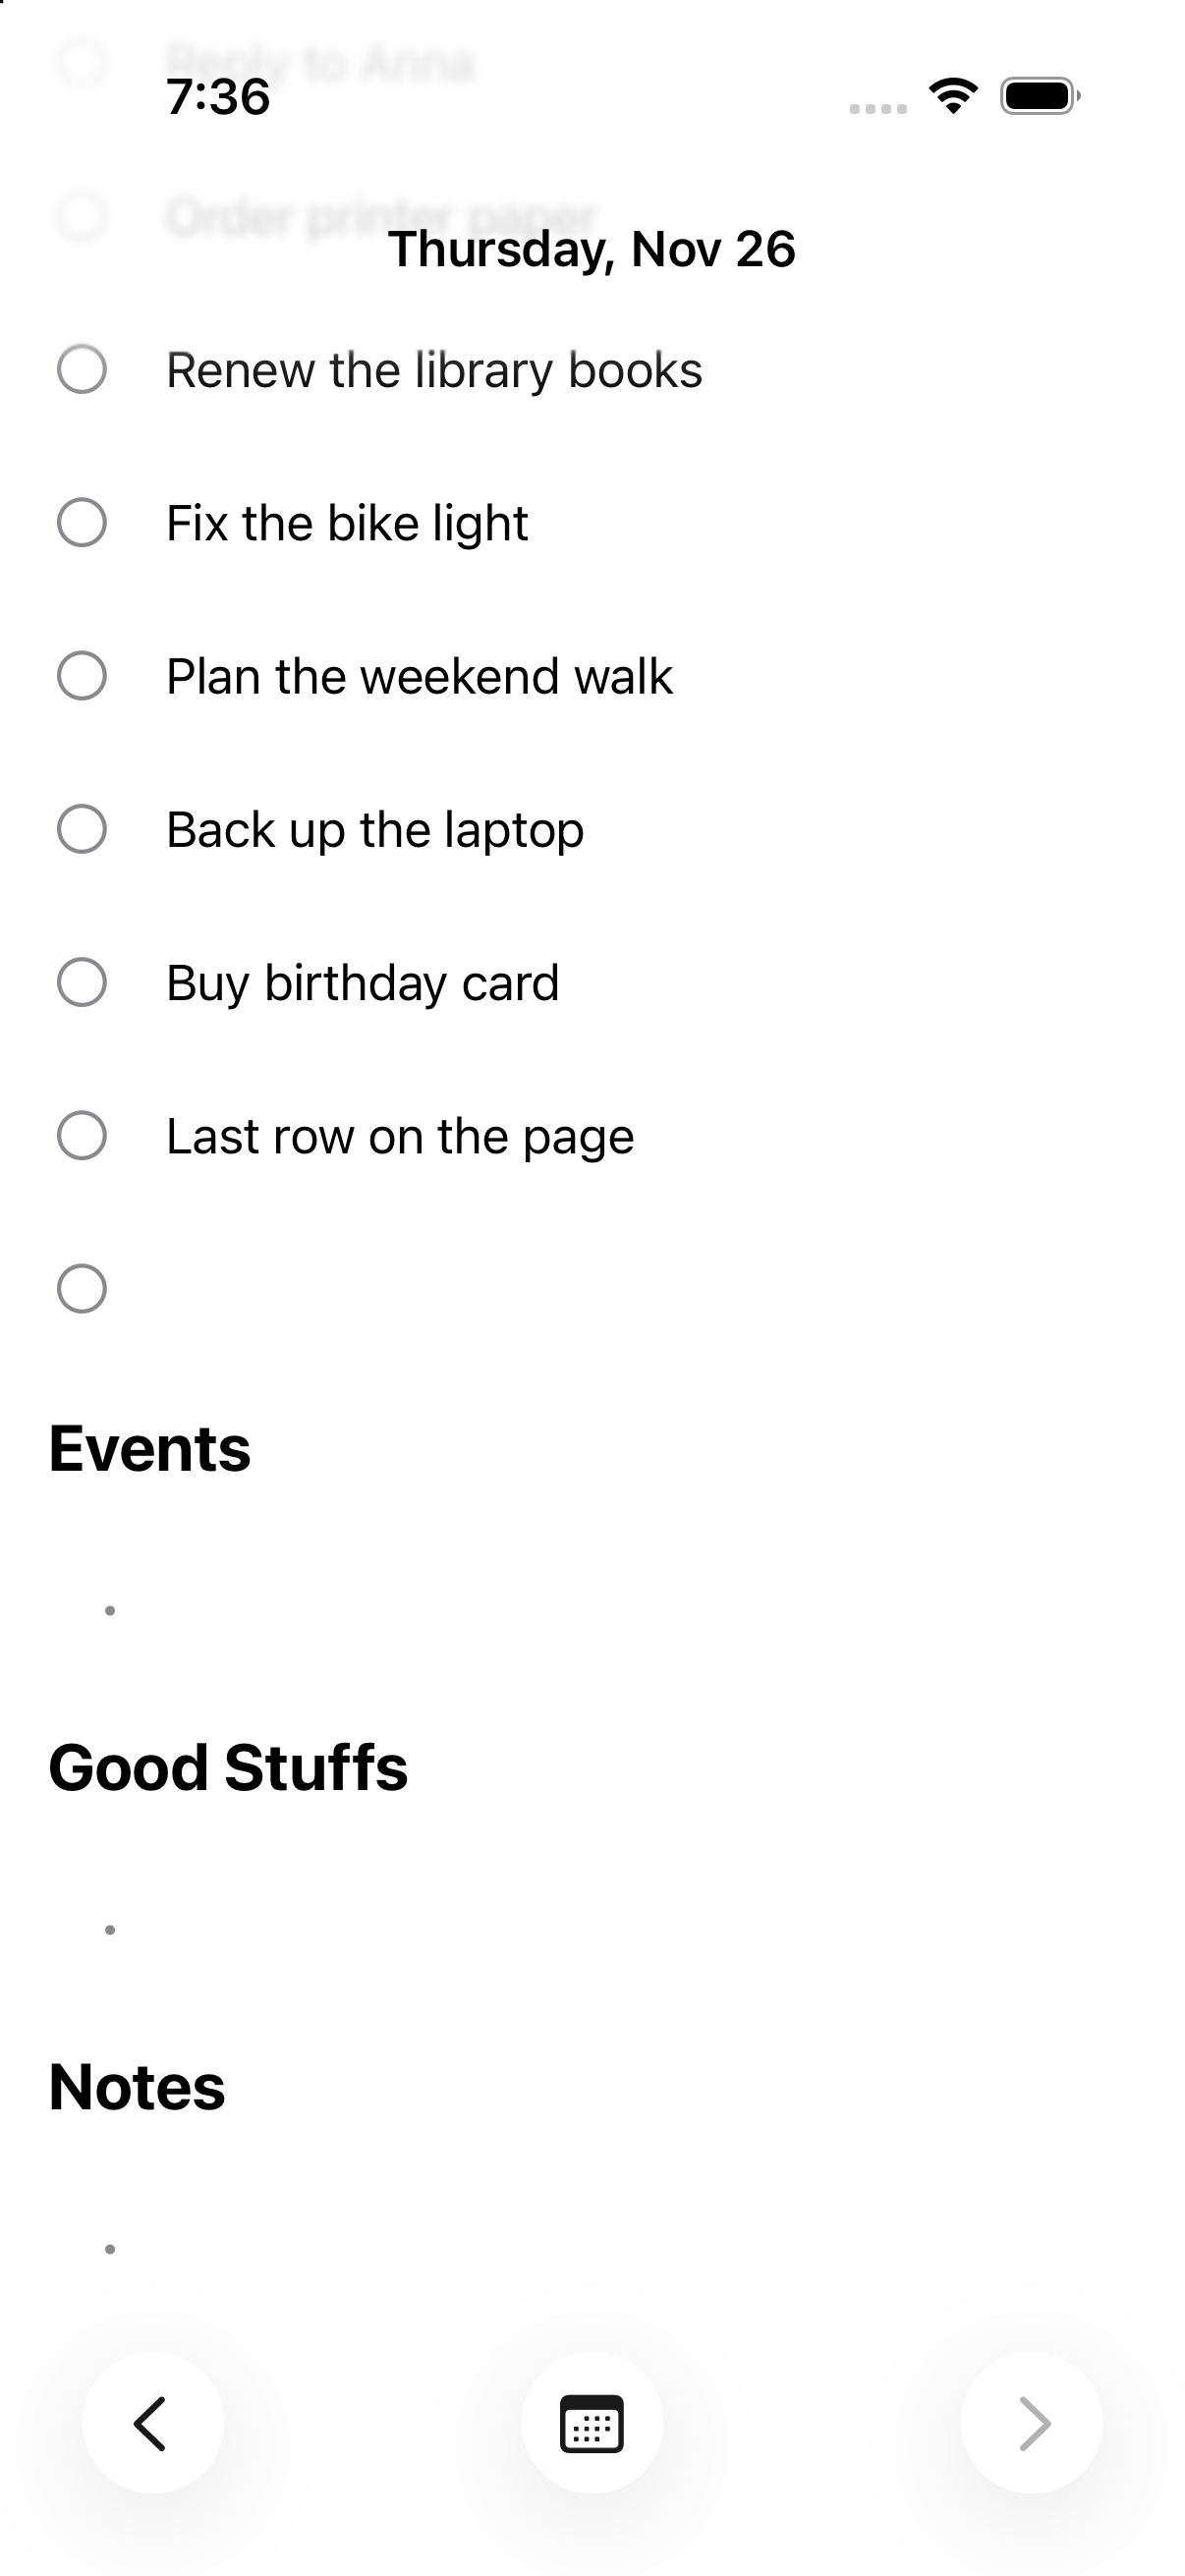 Reply to Anna
7:36
Order printer paper
Thursday, Nov 26
Renew the library books
Fix the bike light
Plan the weekend walk
Back up the laptop
Buy birthday card
Last row on the page
Events
Good Stuffs
Notes